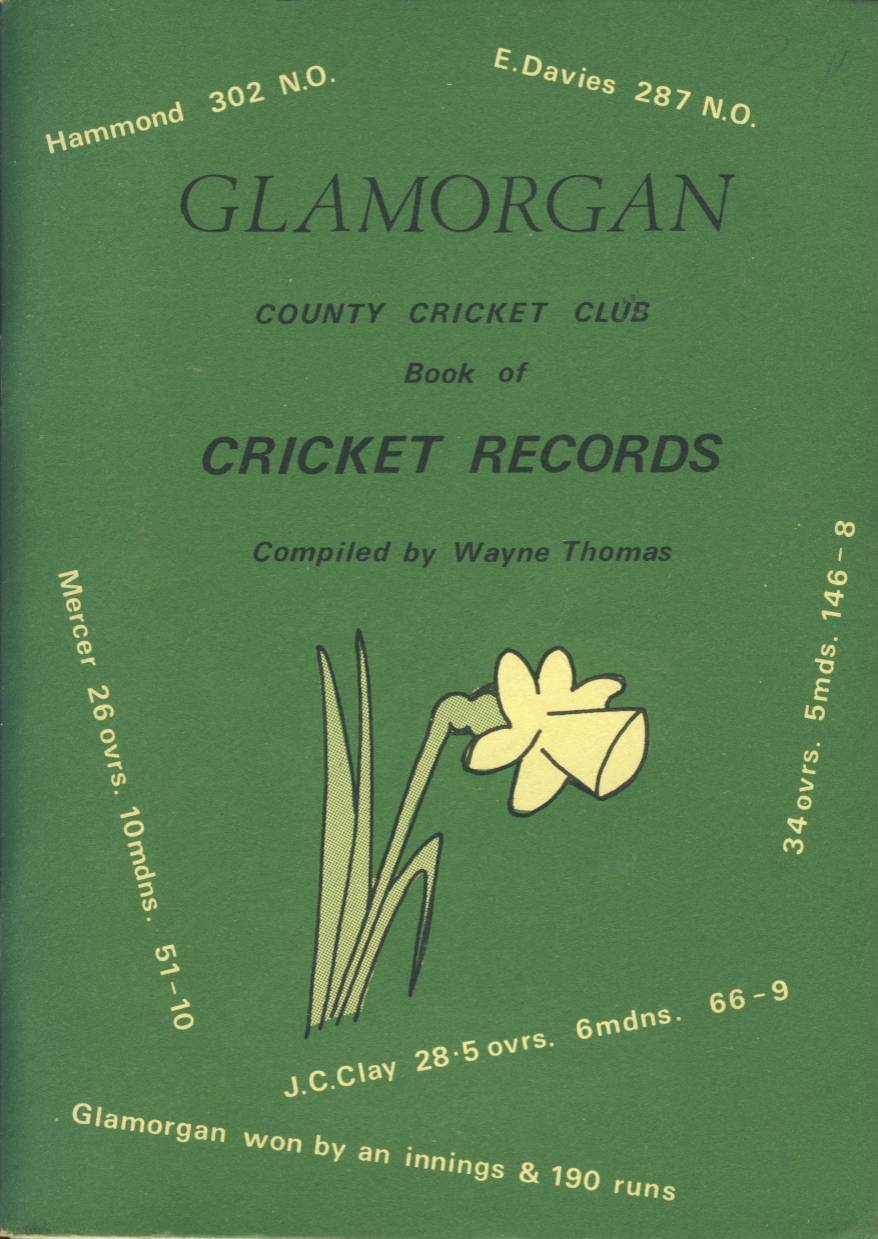 Hammond 302 N.O.
E.Davies 287 N.O.
GLAMORGAN
COUNTY CRICKET CLUB
Book of
CRICKET RECORDS
Compiled by Wayne Thomas
Mercer 26 ovrs. 10mdns. 51-10
34 ovrs. 5mds. 146-8
J.C.Clay 28·5 ovrs. 6mdns. 66-9
Glamorgan won by an innings & 190 runs